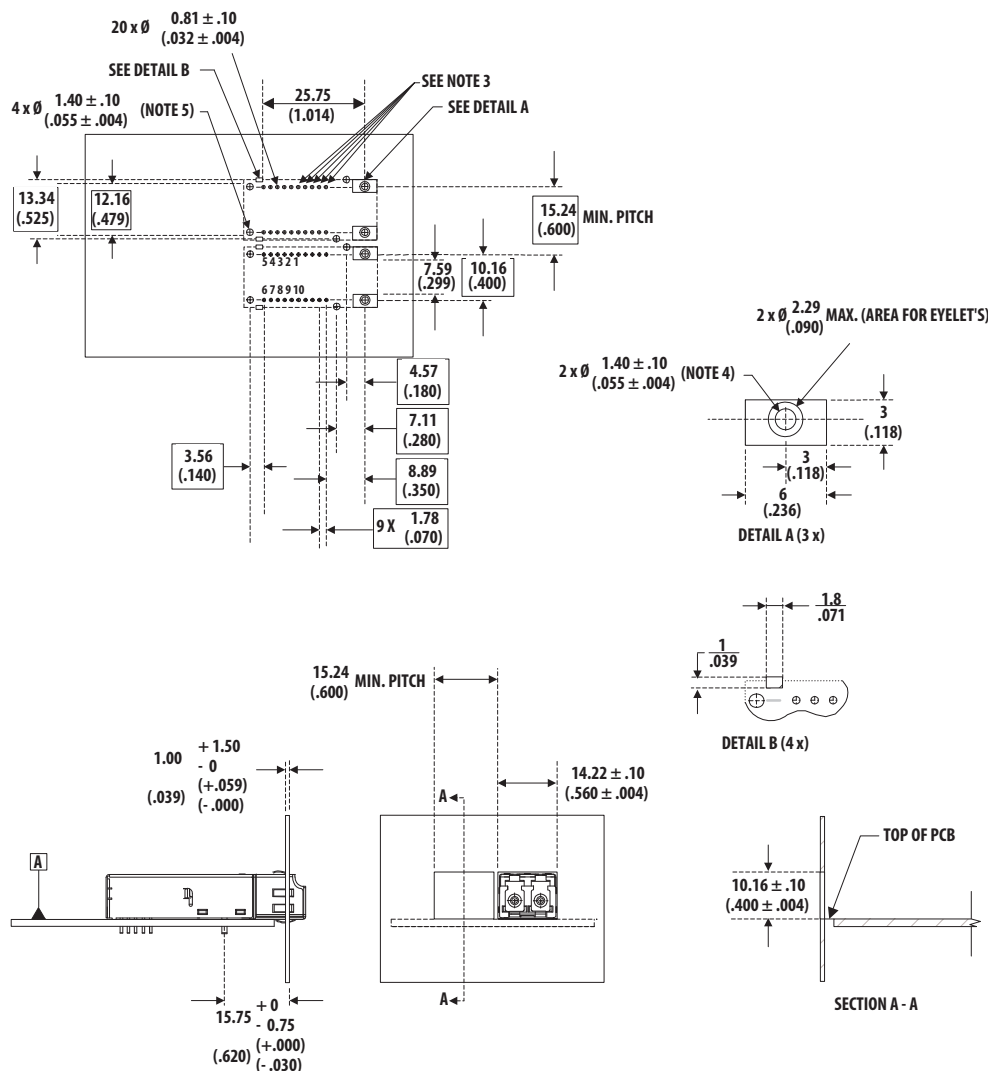 20 x Ø 0.81 ± .10
(.032 ± .004)
SEE DETAIL B
4 x Ø 1.40 ± .10 (NOTE 5)
(.055 ± .004)
25.75
(1.014)
SEE NOTE 3
SEE DETAIL A
13.34
(.525)
12.16
(.479)
15.24 MIN. PITCH
(.600)
5 4 3 2 1
6 7 8 9 10
7.59
(.299)
10.16
(.400)
4.57
(.180)
7.11
(.280)
3.56
(.140)
8.89
(.350)
9 X 1.78
(.070)
2 x Ø 2.29 MAX. (AREA FOR EYELET'S)
(.090)
2 x Ø 1.40 ± .10 (NOTE 4)
(.055 ± .004)
3
(.118)
3
(.118)
6
(.236)
DETAIL A (3 x)
1.8
.071
1
.039
DETAIL B (4 x)
15.24 MIN. PITCH
(.600)
1.00 + 1.50
- 0
(.039) (+.059)
(- .000)
A
14.22 ± .10
(.560 ± .004)
A
A
15.75 + 0
- 0.75
(.620) (+.000)
(- .030)
TOP OF PCB
10.16 ± .10
(.400 ± .004)
SECTION A - A